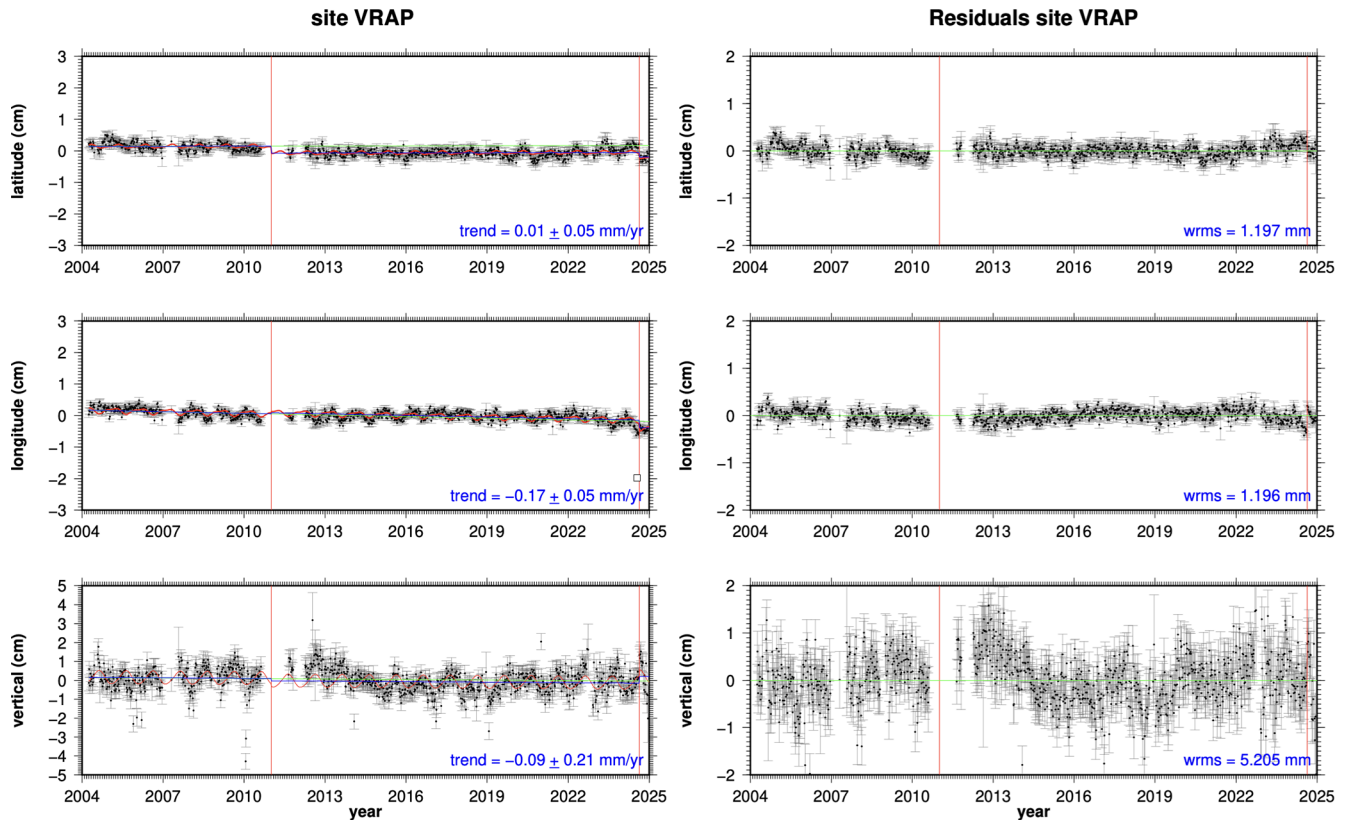 site VRAP
Residuals site VRAP
3
2
1
0
−1
−2
−3
latitude (cm)
trend = 0.01 ± 0.05 mm/yr
2004 2007 2010 2013 2016 2019 2022 2025
2
1
0
−1
−2
latitude (cm)
wrms = 1.197 mm
2004 2007 2010 2013 2016 2019 2022 2025
3
2
1
0
−1
−2
−3
longitude (cm)
trend = −0.17 ± 0.05 mm/yr
2004 2007 2010 2013 2016 2019 2022 2025
2
1
0
−1
−2
longitude (cm)
wrms = 1.196 mm
2004 2007 2010 2013 2016 2019 2022 2025
5
4
3
2
1
0
−1
−2
−3
−4
−5
vertical (cm)
trend = −0.09 ± 0.21 mm/yr
2004 2007 2010 2013 2016 2019 2022 2025
year
2
1
0
−1
−2
vertical (cm)
wrms = 5.205 mm
2004 2007 2010 2013 2016 2019 2022 2025
year